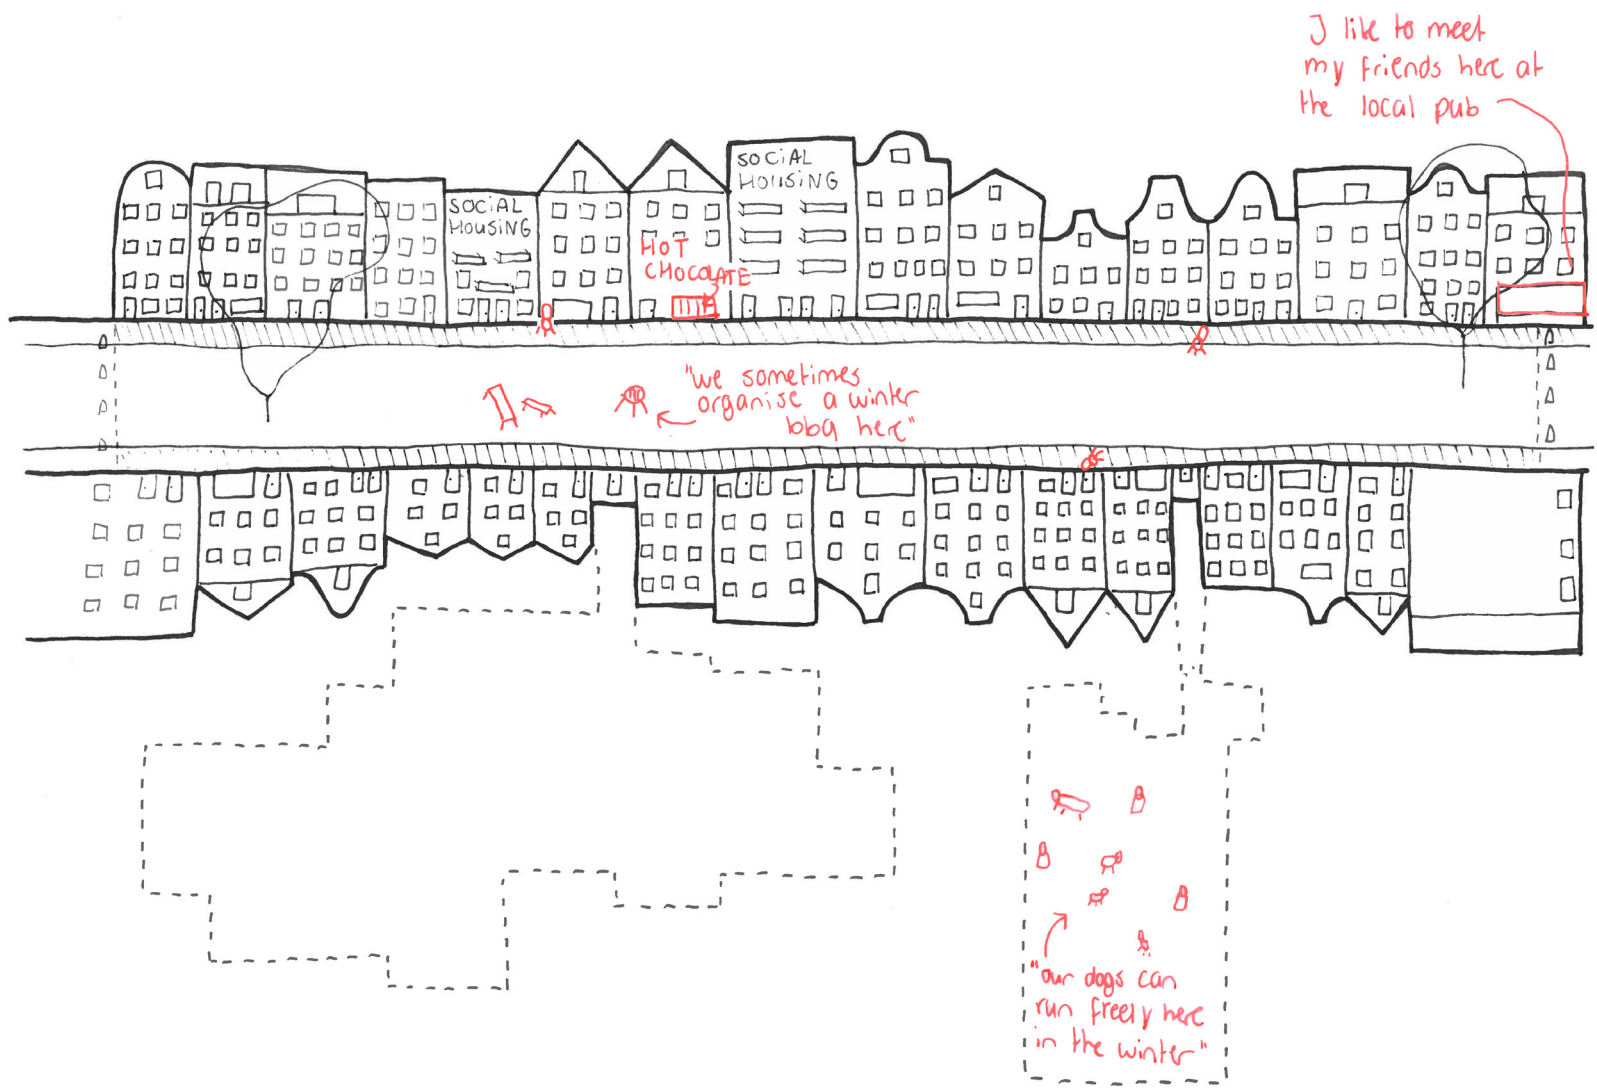 I like to meet
my friends here at
the local pub
SOCiAL
HOUSiNG
SOCiAL
HOUSiNG
HOT
CHOCOLATE
"we sometimes
organise a winter
bbq here"
"our dogs can
run freely here
in the winter"